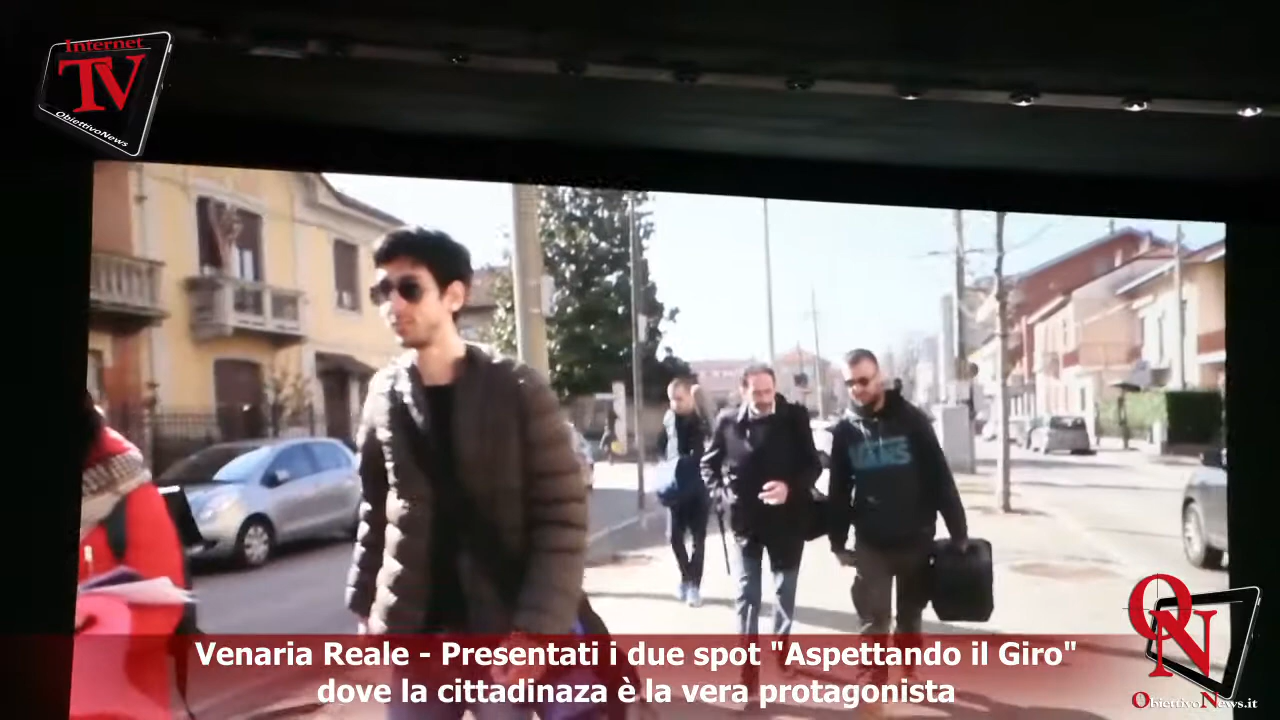 Internet
TV
ObiettivoNews
VANS
Venaria Reale - Presentati i due spot "Aspettando il Giro"
dove la cittadinaza è la vera protagonista
ON
ObiettivoNews.it